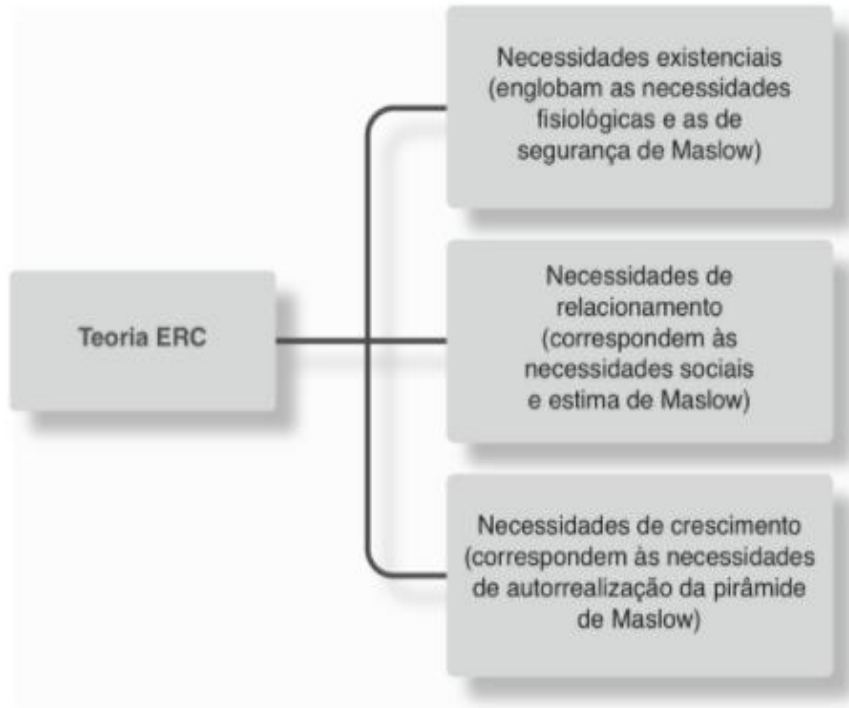 Teoria ERC
Necessidades existenciais
(englobam as necessidades
fisiológicas e as de
segurança de Maslow)
Necessidades de
relacionamento
(correspondem às
necessidades sociais
e estima de Maslow)
Necessidades de crescimento
(correspondem às necessidades
de autorrealização da pirâmide
de Maslow)